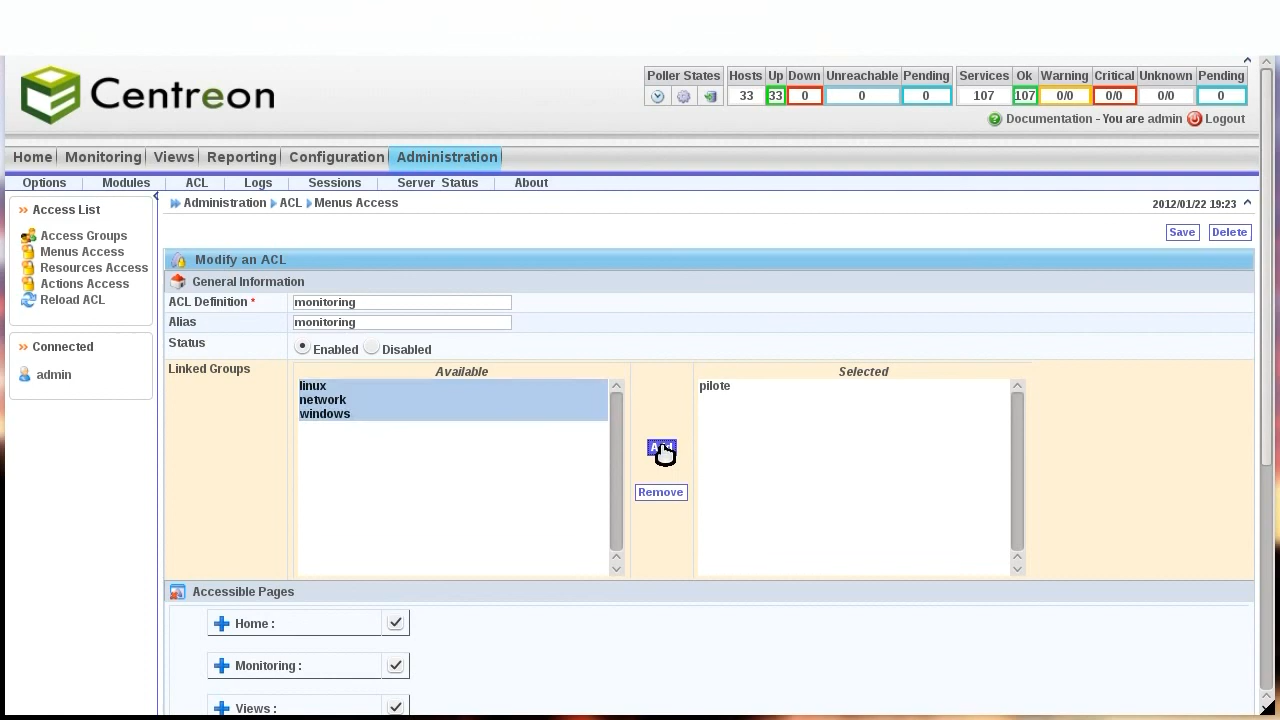 Centreon
Poller States Hosts Up Down Unreachable Pending Services Ok Warning Critical Unknown Pending
33 33 0 0 0 107 107 0/0 0/0 0/0 0
Documentation - You are admin Logout
Home Monitoring Views Reporting Configuration Administration
Options Modules ACL Logs Sessions Server Status About
Access List
Access Groups
Menus Access
Resources Access
Actions Access
Reload ACL
Connected
admin
Administration ACL Menus Access
2012/01/22 19:23
Save Delete
Modify an ACL
General Information
ACL Definition * monitoring
Alias monitoring
Status Enabled Disabled
Linked Groups
Available Selected
linux
network
windows
pilote
Remove
Accessible Pages
Home :
Monitoring :
Views :